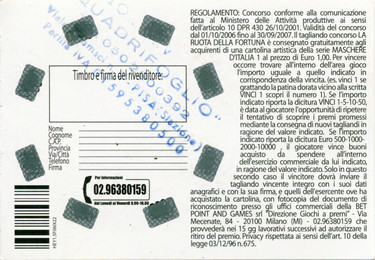 Timbro e firma del rivenditore:
QUADRIFOGLIO"
Nome
Cognome
C.A.P.
Provincia
Via/Città
Telefono
Firma
Per Informazioni
02.96380159
dal Lunedì al Venerdì 9.00-18.00
REGOLAMENTO: Concorso conforme alla comunicazione
fatta al Ministero delle Attività produttive ai sensi
dell'articolo 10 DPR 430 26/10/2001. Validità del concorso
dal 01/10/2006 fino al 30/09/2007. Il tagliando LA
RUOTA DELLA FORTUNA è consegnato gratuitamente agli
acquirenti di una cartolina artistica della serie MASCHERE
D'ITALIA 1 al prezzo di Euro 1,00. Per vincere
occorre trovare all'interno dell'area gioco
l'importo uguale a quello indicato in
corrispondenza della vincita. (es. vinci 1 se
grattando la patina dorata vicino alla scritta
VINCI 1 scopri il numero 1). Se l'importo
indicato riporta la dicitura VINCI 1-5-10-50,
è data al giocatore l'opportunità di ripetere
il tentativo di scoprire i premi promessi
mediante la consegna di nuovi tagliandi in
ragione del valore indicato. Se l'importo
indicato riporta la dicitura Euro 500-1000-
2000-10000, il giocatore vince buoni
acquisto da spendere all'interno
dell'esercizio commerciale da lui indicato,
in ragione del valore indicato. Solo in questo
secondo caso il vincitore dovrà inviare il
tagliando vincente integro con i suoi dati
anagrafici e con la sua firma, e quelli dell'esercente ove ha
acquistato la cartolina, con fotocopia del documento di
riconoscimento presso gli uffici commerciali della BET
POINT AND GAMES srl "Direzione Giochi a premi" - Via
Mecenate, 84 - 20100 Milano (MI) - 02.96380159 che
provvederà nei 15 gg lavorativi successivi ad autorizzare il
ritiro del premio. Privacy rispettata ai sensi dell'art. 10 della
legge 03/12/96 n.675.